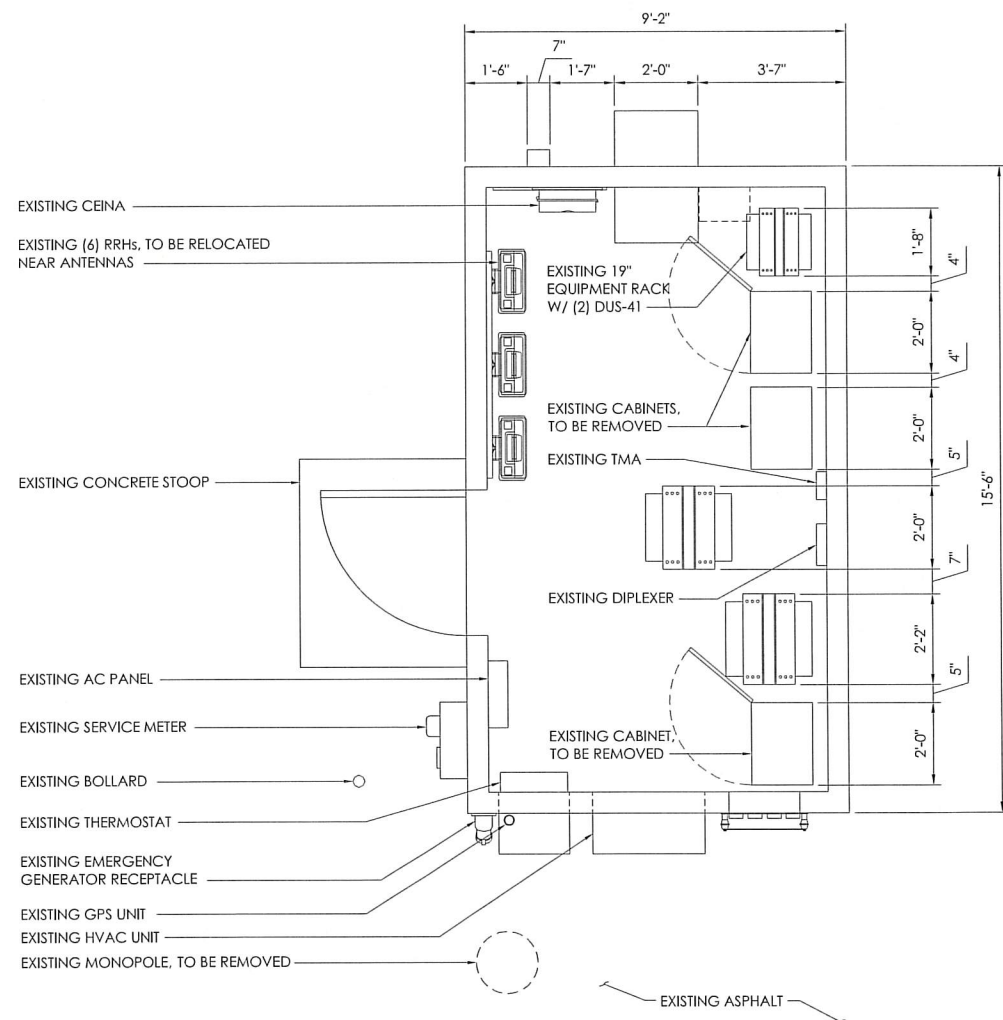 9'-2"
7"
1'-6"
1'-7"
2'-0"
3'-7"
EXISTING CEINA
EXISTING (6) RRHs, TO BE RELOCATED
NEAR ANTENNAS
EXISTING 19"
EQUIPMENT RACK
W/ (2) DUS-41
1'-8"
4"
2'-0"
4"
EXISTING CABINETS,
TO BE REMOVED
2'-0"
EXISTING TMA
5"
EXISTING CONCRETE STOOP
15'-6"
2'-0"
7"
EXISTING DIPLEXER
2'-2"
5"
EXISTING AC PANEL
EXISTING SERVICE METER
EXISTING CABINET,
TO BE REMOVED
2'-0"
EXISTING BOLLARD
EXISTING THERMOSTAT
EXISTING EMERGENCY
GENERATOR RECEPTACLE
EXISTING GPS UNIT
EXISTING HVAC UNIT
EXISTING MONOPOLE, TO BE REMOVED
EXISTING ASPHALT